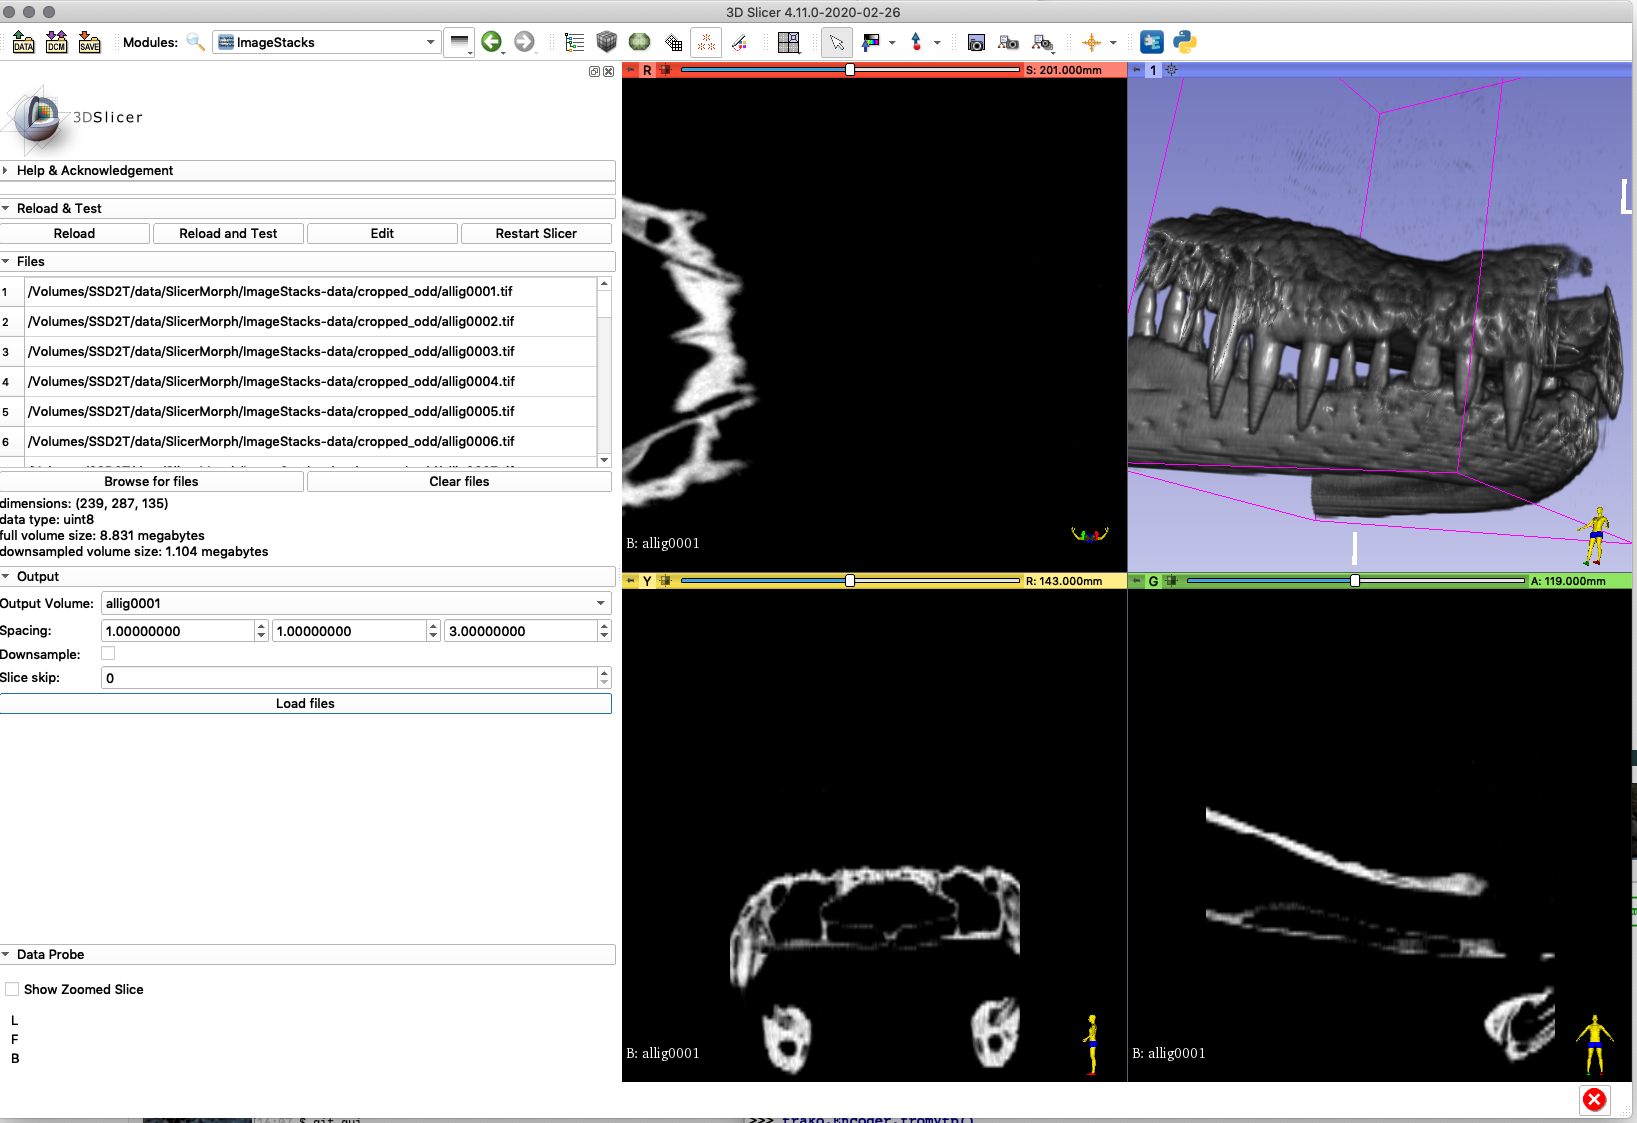 3D Slicer 4.11.0-2020-02-26
DATA
DCM
SAVE
Modules:
ImageStacks
3DSlicer
Help & Acknowledgement
Reload & Test
Reload
Reload and Test
Edit
Restart Slicer
Files
1 /Volumes/SSD2T/data/SlicerMorph/ImageStacks-data/cropped_odd/allig0001.tif
2 /Volumes/SSD2T/data/SlicerMorph/ImageStacks-data/cropped_odd/allig0002.tif
3 /Volumes/SSD2T/data/SlicerMorph/ImageStacks-data/cropped_odd/allig0003.tif
4 /Volumes/SSD2T/data/SlicerMorph/ImageStacks-data/cropped_odd/allig0004.tif
5 /Volumes/SSD2T/data/SlicerMorph/ImageStacks-data/cropped_odd/allig0005.tif
6 /Volumes/SSD2T/data/SlicerMorph/ImageStacks-data/cropped_odd/allig0006.tif
Browse for files
Clear files
dimensions: (239, 287, 135)
data type: uint8
full volume size: 8.831 megabytes
downsampled volume size: 1.104 megabytes
Output
Output Volume: allig0001
Spacing: 1.00000000 1.00000000 3.00000000
Downsample:
Slice skip: 0
Load files
Data Probe
Show Zoomed Slice
L
F
B
R
S: 201.000mm
B: allig0001
1
L
Y
R: 143.000mm
B: allig0001
G
A: 119.000mm
B: allig0001